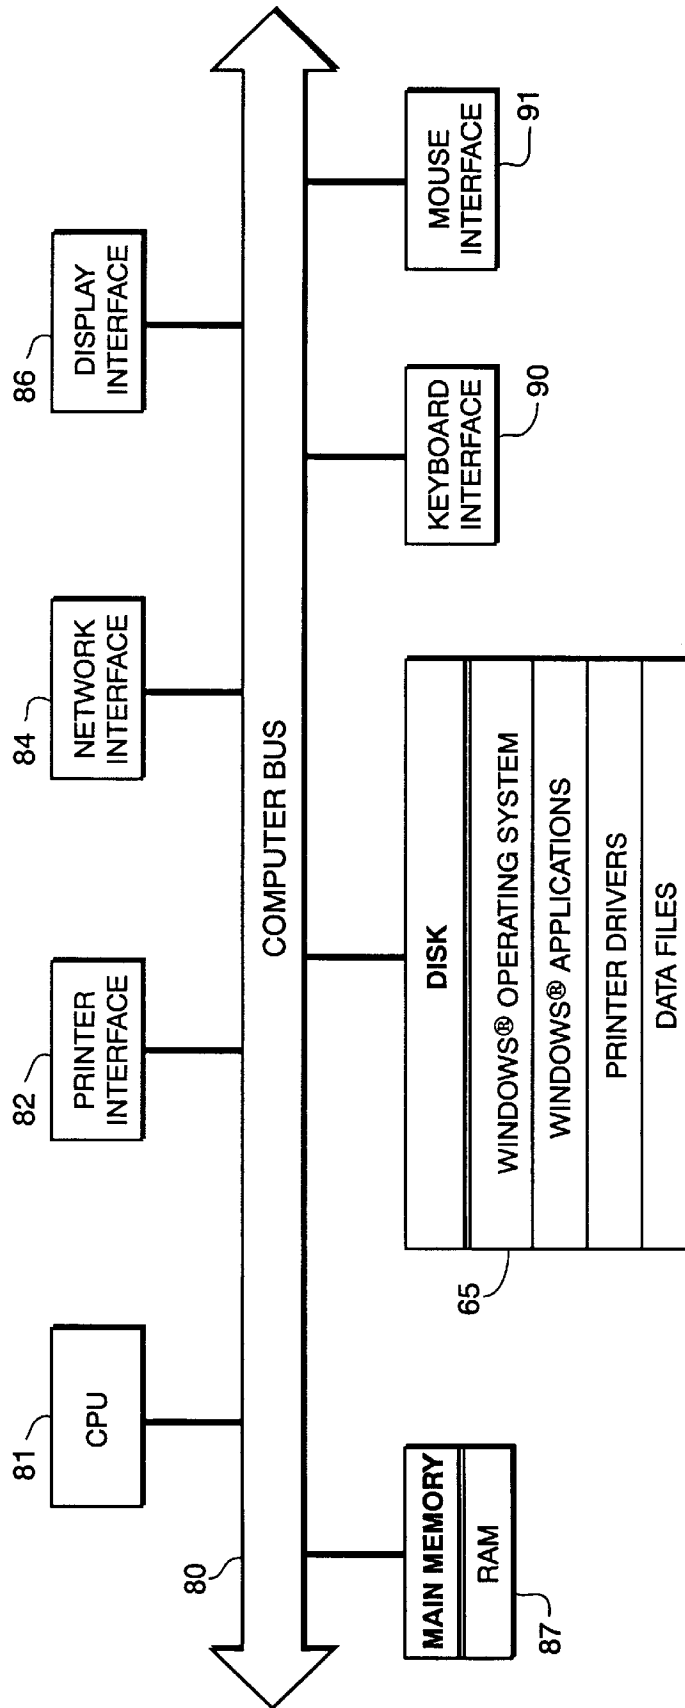 81
CPU
82
PRINTER
INTERFACE
84
NETWORK
INTERFACE
86
DISPLAY
INTERFACE
80
COMPUTER BUS
MAIN MEMORY
RAM
87
65
DISK
WINDOWS® OPERATING SYSTEM
WINDOWS® APPLICATIONS
PRINTER DRIVERS
DATA FILES
KEYBOARD
INTERFACE
90
MOUSE
INTERFACE
91